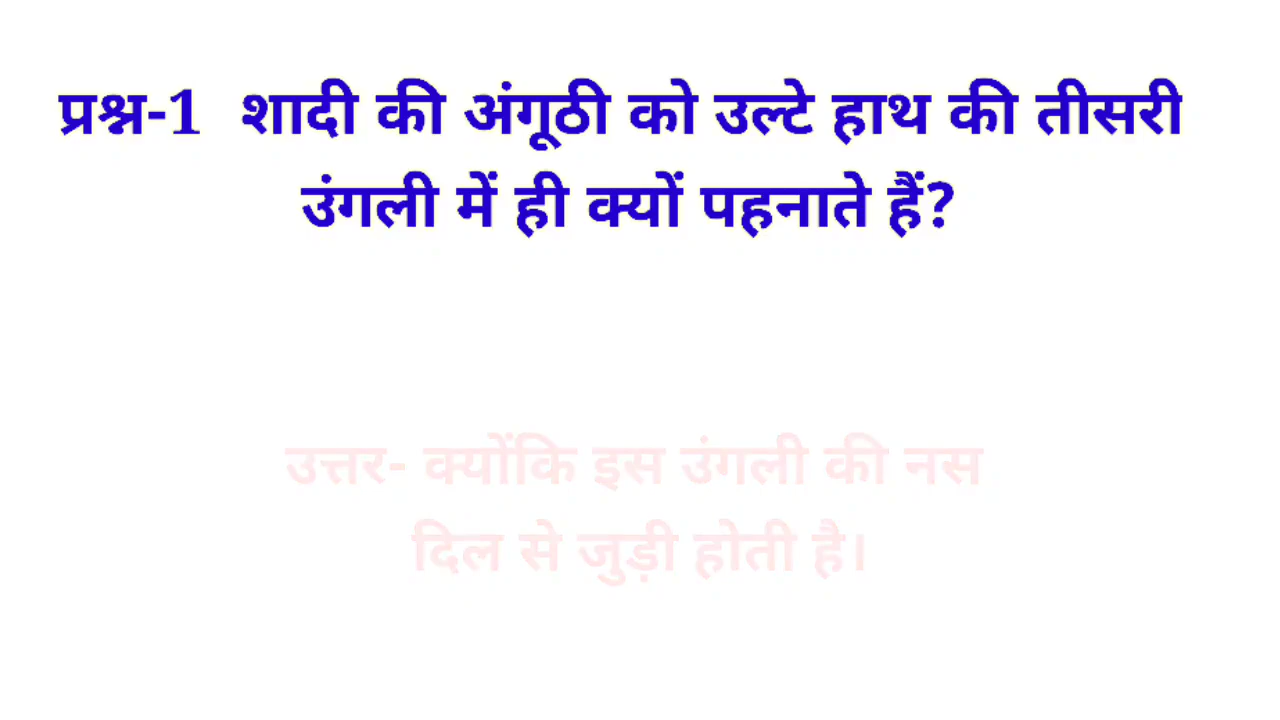 प्रश्न-1 शादी की अंगूठी को उल्टे हाथ की तीसरी
उंगली में ही क्यों पहनाते हैं?
उत्तर- क्योंकि इस उंगली की नस
दिल से जुड़ी होती है।